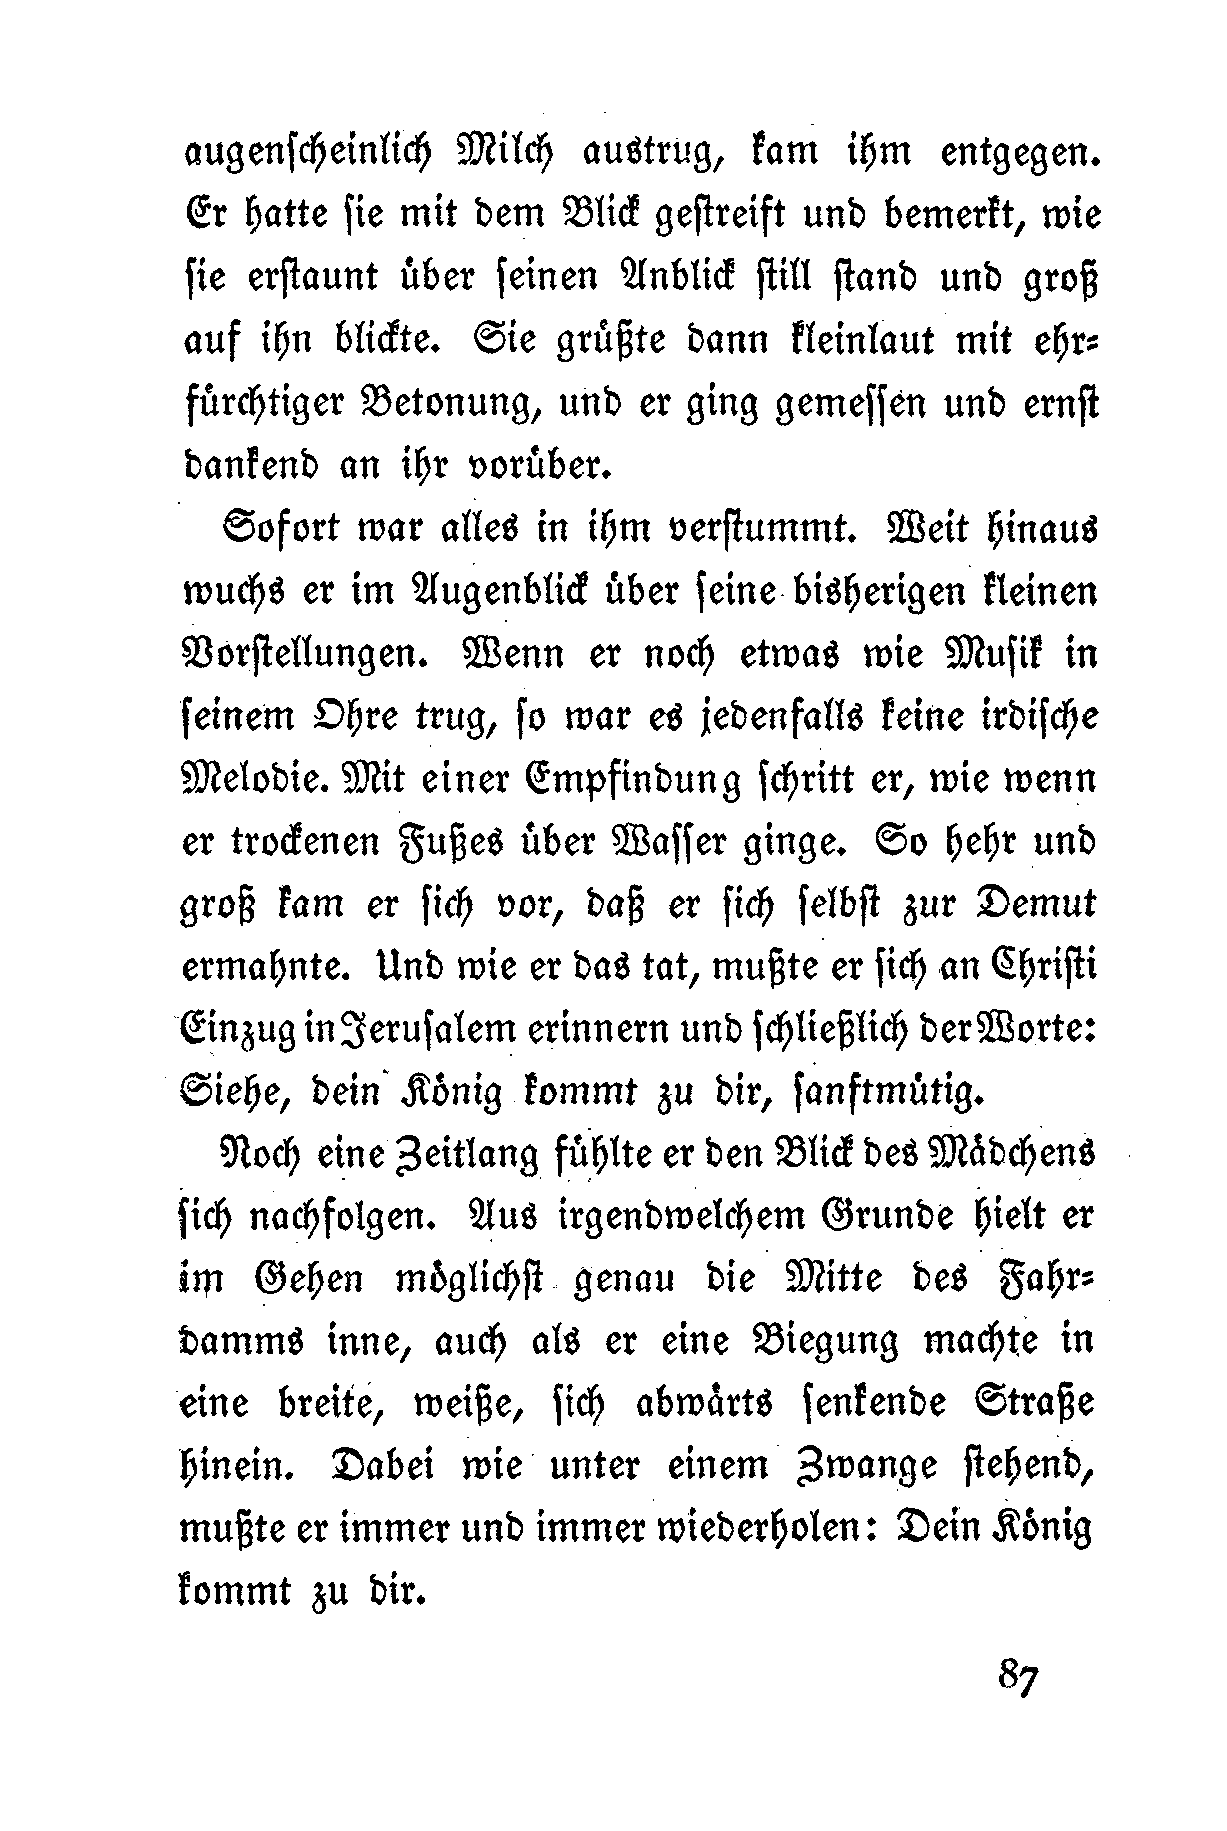 augenſcheinlich Milch austrug, kam ihm entgegen.
Er hatte ſie mit dem Blick geſtreift und bemerkt, wie
ſie erſtaunt über ſeinen Anblick ſtill ſtand und groß
auf ihn blickte. Sie grüßte dann kleinlaut mit ehr⸗
fürchtiger Betonung, und er ging gemeſſen und ernſt
dankend an ihr vorüber.
Sofort war alles in ihm verſtummt. Weit hinaus
wuchs er im Augenblick über ſeine bisherigen kleinen
Vorſtellungen. Wenn er noch etwas wie Muſik in
ſeinem Ohre trug, ſo war es jedenfalls keine irdiſche
Melodie. Mit einer Empfindung ſchritt er, wie wenn
er trockenen Fußes über Waſſer ginge. So hehr und
groß kam er ſich vor, daß er ſich ſelbſt zur Demut
ermahnte. Und wie er das tat, mußte er ſich an Chriſti
Einzug in Jeruſalem erinnern und ſchließlich der Worte:
Siehe, dein König kommt zu dir, ſanftmütig.
Noch eine Zeitlang fühlte er den Blick des Mädchens
ſich nachfolgen. Aus irgendwelchem Grunde hielt er
im Gehen möglichſt genau die Mitte des Fahr⸗
damms inne, auch als er eine Biegung machte in
eine breite, weiße, ſich abwärts ſenkende Straße
hinein. Dabei wie unter einem Zwange ſtehend,
mußte er immer und immer wiederholen: Dein König
kommt zu dir.
87